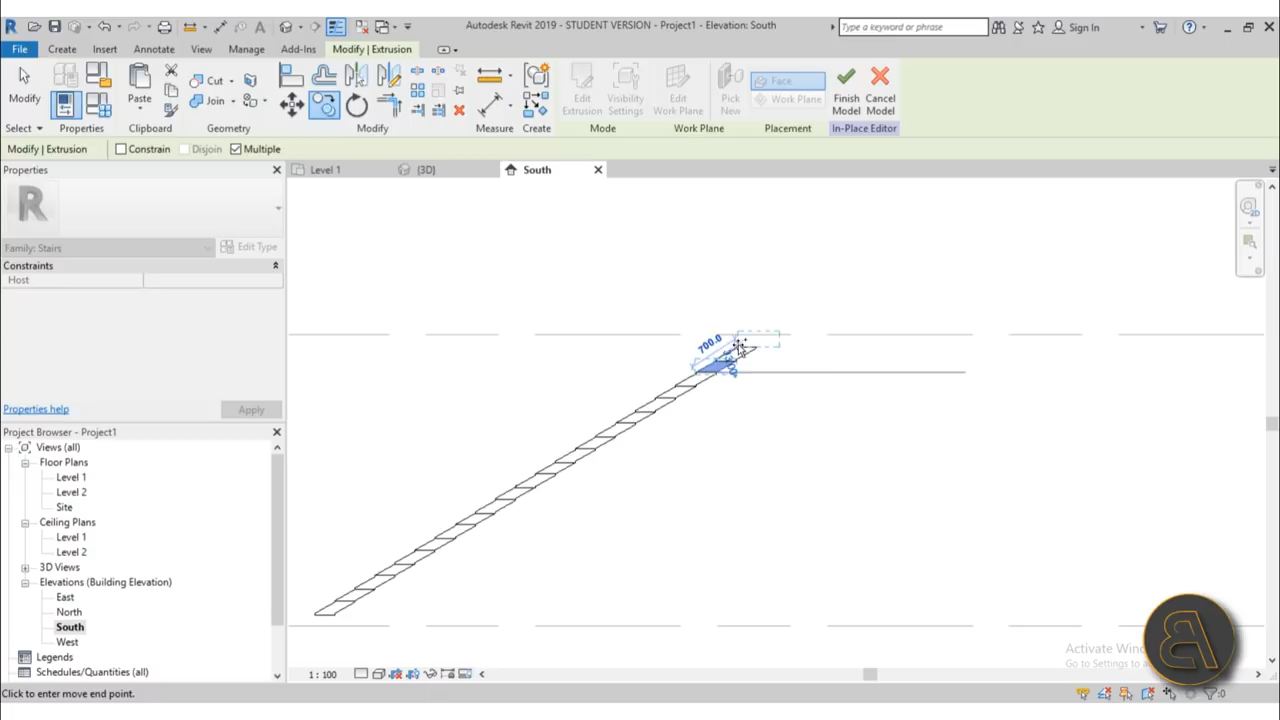 Autodesk Revit 2019 - STUDENT VERSION - Project1 - Elevation: South
Type a keyword or phrase
Sign In
File Create Insert Annotate View Manage Add-Ins Modify | Extrusion
Modify
Paste
Cut
Join
Edit Extrusion
Visibility Settings
Edit Work Plane
Pick New
Face
Work Plane
Finish Model
Cancel Model
Select Properties Clipboard Geometry Modify Measure Create Mode Work Plane Placement In-Place Editor
Modify | Extrusion Constrain Disjoin Multiple
Properties
Level 1 {3D} South
R
Family: Stairs Edit Type
Constraints
Host
700.0
Properties help Apply
Project Browser - Project1
Views (all)
Floor Plans
Level 1
Level 2
Site
Ceiling Plans
Level 1
Level 2
3D Views
Elevations (Building Elevation)
East
North
South
West
Legends
Schedules/Quantities (all)
1 : 100
Click to enter move end point.
:0